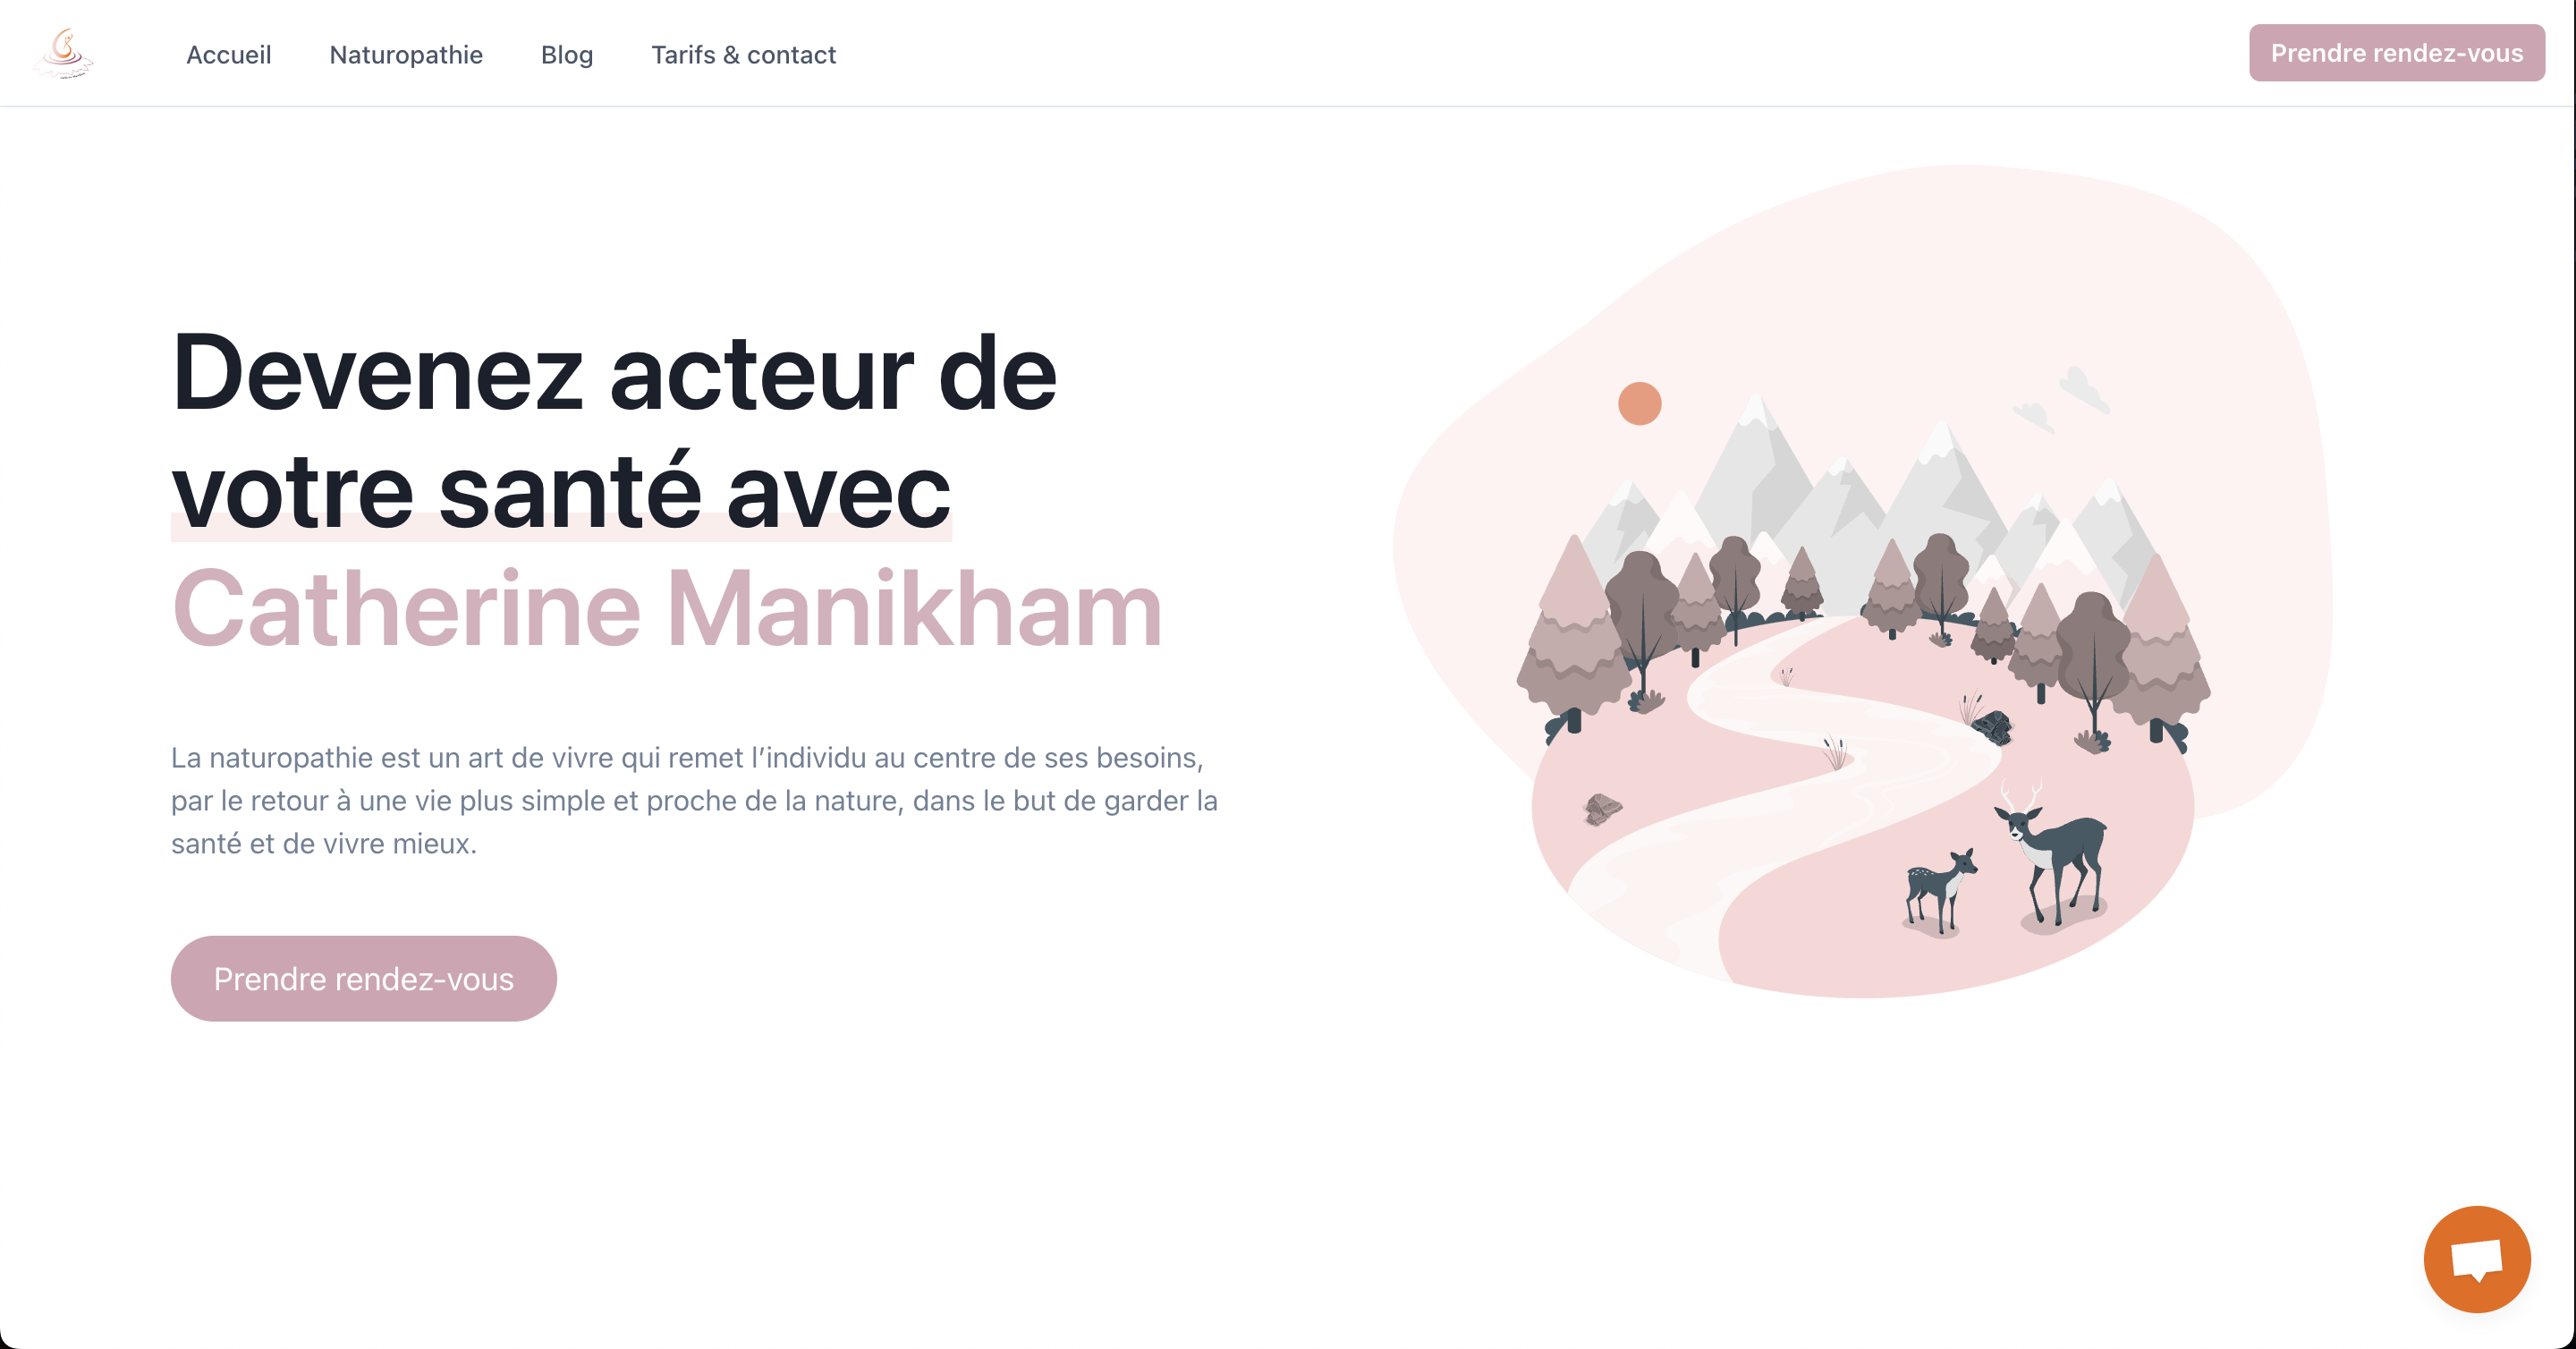 Accueil
Naturopathie
Blog
Tarifs & contact
Prendre rendez-vous
Devenez acteur de
votre santé avec
Catherine Manikham
La naturopathie est un art de vivre qui remet l’individu au centre de ses besoins,
par le retour à une vie plus simple et proche de la nature, dans le but de garder la
santé et de vivre mieux.
Prendre rendez-vous